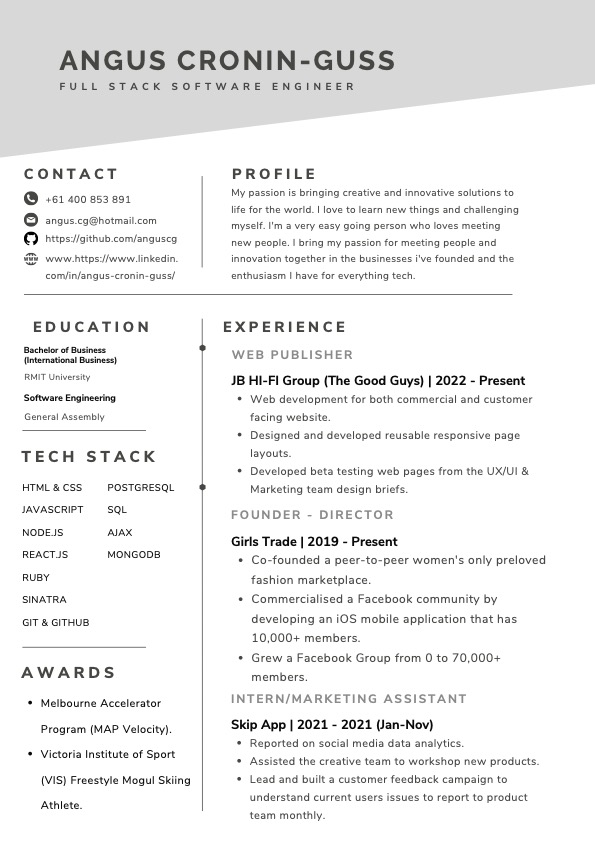 ANGUS CRONIN-GUSS
FULL STACK SOFTWARE ENGINEER
CONTACT
+61 400 853 891
angus.cg@hotmail.com
https://github.com/anguscg
www.https://www.linkedin.
com/in/angus-cronin-guss/
PROFILE
My passion is bringing creative and innovative solutions to
life for the world. I love to learn new things and challenging
myself. I'm a very easy going person who loves meeting
new people. I bring my passion for meeting people and
innovation together in the businesses i've founded and the
enthusiasm I have for everything tech.
EDUCATION
Bachelor of Business
(International Business)
RMIT University
Software Engineering
General Assembly
TECH STACK
HTML & CSS
JAVASCRIPT
NODE.JS
REACT.JS
RUBY
SINATRA
GIT & GITHUB
POSTGRESQL
SQL
AJAX
MONGODB
AWARDS
• Melbourne Accelerator
Program (MAP Velocity).
• Victoria Institute of Sport
(VIS) Freestyle Mogul Skiing
Athlete.
EXPERIENCE
WEB PUBLISHER
JB HI-FI Group (The Good Guys) | 2022 - Present
• Web development for both commercial and customer
facing website.
• Designed and developed reusable responsive page
layouts.
• Developed beta testing web pages from the UX/UI &
Marketing team design briefs.
FOUNDER - DIRECTOR
Girls Trade | 2019 - Present
• Co-founded a peer-to-peer women's only preloved
fashion marketplace.
• Commercialised a Facebook community by
developing an iOS mobile application that has
10,000+ members.
• Grew a Facebook Group from 0 to 70,000+
members.
INTERN/MARKETING ASSISTANT
Skip App | 2021 - 2021 (Jan-Nov)
• Reported on social media data analytics.
• Assisted the creative team to workshop new products.
• Lead and built a customer feedback campaign to
understand current users issues to report to product
team monthly.